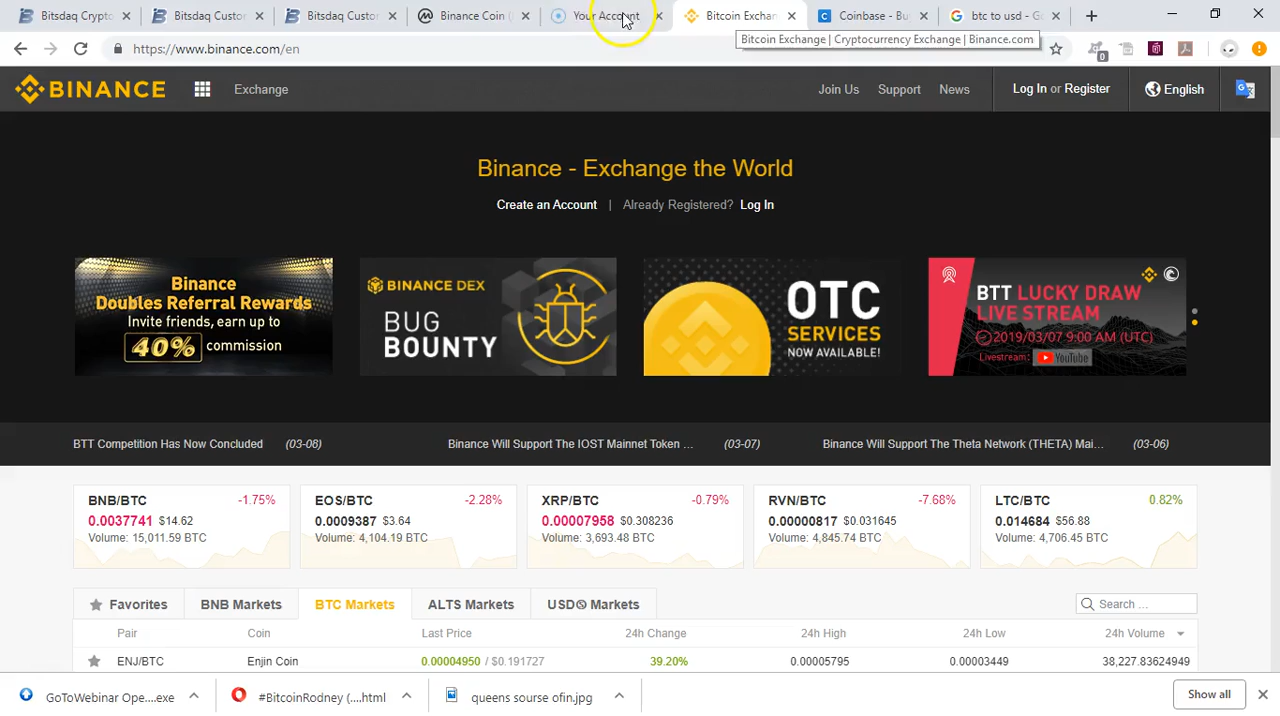 Bitsdaq Crypto
Bitsdaq Custor
Bitsdaq Custor
Binance Coin (
Your Account
Bitcoin Exchan
Coinbase - Bu
btc to usd - Go
https://www.binance.com/en
Bitcoin Exchange | Cryptocurrency Exchange | Binance.com
0
BINANCE
Exchange
Join Us
Support
News
Log In or Register
English
Binance - Exchange the World
Create an Account | Already Registered? Log In
Binance
Doubles Referral Rewards
Invite friends, earn up to
40% commission
BINANCE DEX
BUG
BOUNTY
OTC
SERVICES
NOW AVAILABLE!
BTT LUCKY DRAW
LIVE STREAM
2019/03/07 9:00 AM (UTC)
Livestream: YouTube
BTT Competition Has Now Concluded (03-08)
Binance Will Support The IOST Mainnet Token ... (03-07)
Binance Will Support The Theta Network (THETA) Mai... (03-06)
BNB/BTC -1.75%
0.0037741 $14.62
Volume: 15,011.59 BTC
EOS/BTC -2.28%
0.0009387 $3.64
Volume: 4,104.19 BTC
XRP/BTC -0.79%
0.00007958 $0.308236
Volume: 3,693.48 BTC
RVN/BTC -7.68%
0.00000817 $0.031645
Volume: 4,845.74 BTC
LTC/BTC 0.82%
0.014684 $56.88
Volume: 4,706.45 BTC
Favorites
BNB Markets
BTC Markets
ALTS Markets
USDⓈ Markets
Search ...
Pair Coin Last Price 24h Change 24h High 24h Low 24h Volume
ENJ/BTC Enjin Coin 0.00004950 / $0.191727 39.20% 0.00005795 0.00003449 38,227.83624949
GoToWebinar Ope....exe
#BitcoinRodney (....html
queens sourse ofin.jpg
Show all